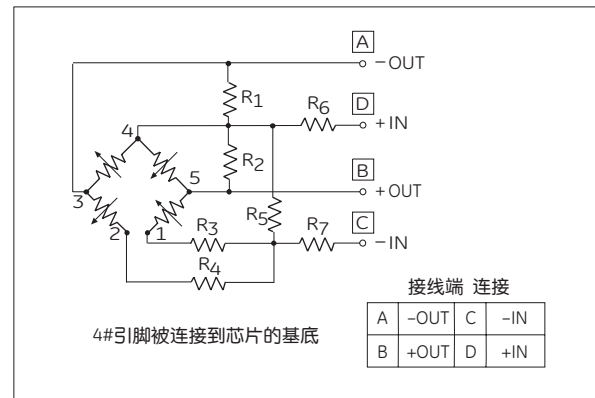 A
−OUT
R1
D
R6
4
+IN
R2
B
5
+OUT
3
R5
C
R3
R7
2
1
−IN
R4
接线端 连接
4#引脚被连接到芯片的基底
A −OUT C −IN
B +OUT D +IN